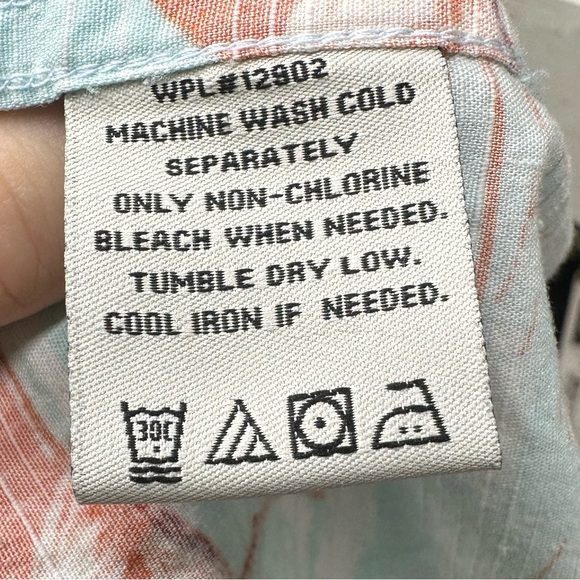 WPL#12902
MACHINE WASH COLD
SEPARATELY
ONLY NON-CHLORINE
BLEACH WHEN NEEDED.
TUMBLE DRY LOW.
COOL IRON IF NEEDED.
30C